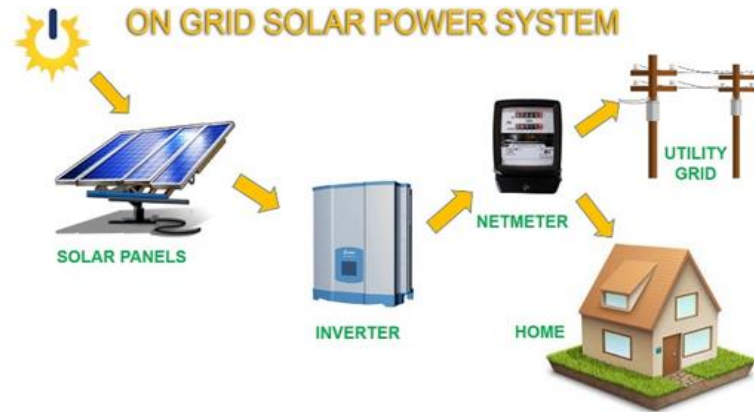 ON GRID SOLAR POWER SYSTEM
SOLAR PANELS
INVERTER
NETMETER
UTILITY
GRID
HOME